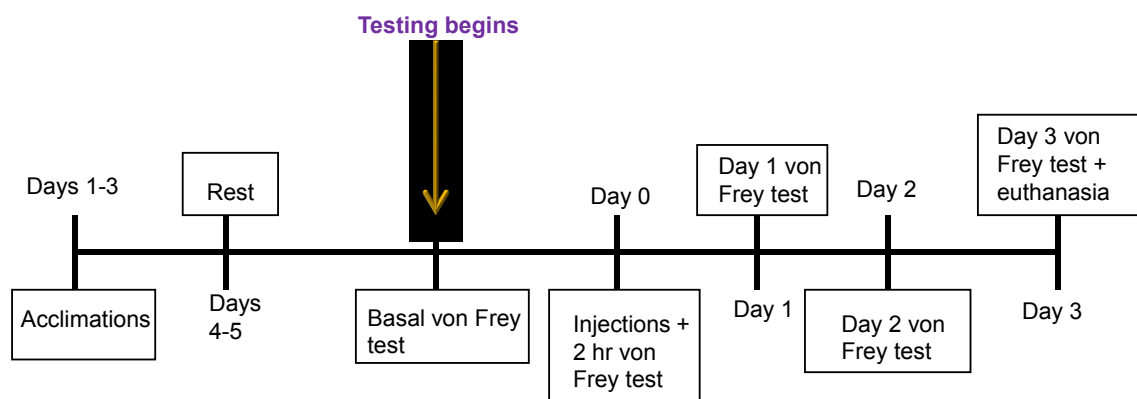 Testing begins
Days 1-3
Acclimations
Rest
Days
4-5
Basal von Frey
test
Day 0
Injections +
2 hr von
Frey test
Day 1 von
Frey test
Day 1
Day 2
Day 2 von
Frey test
Day 3 von
Frey test +
euthanasia
Day 3